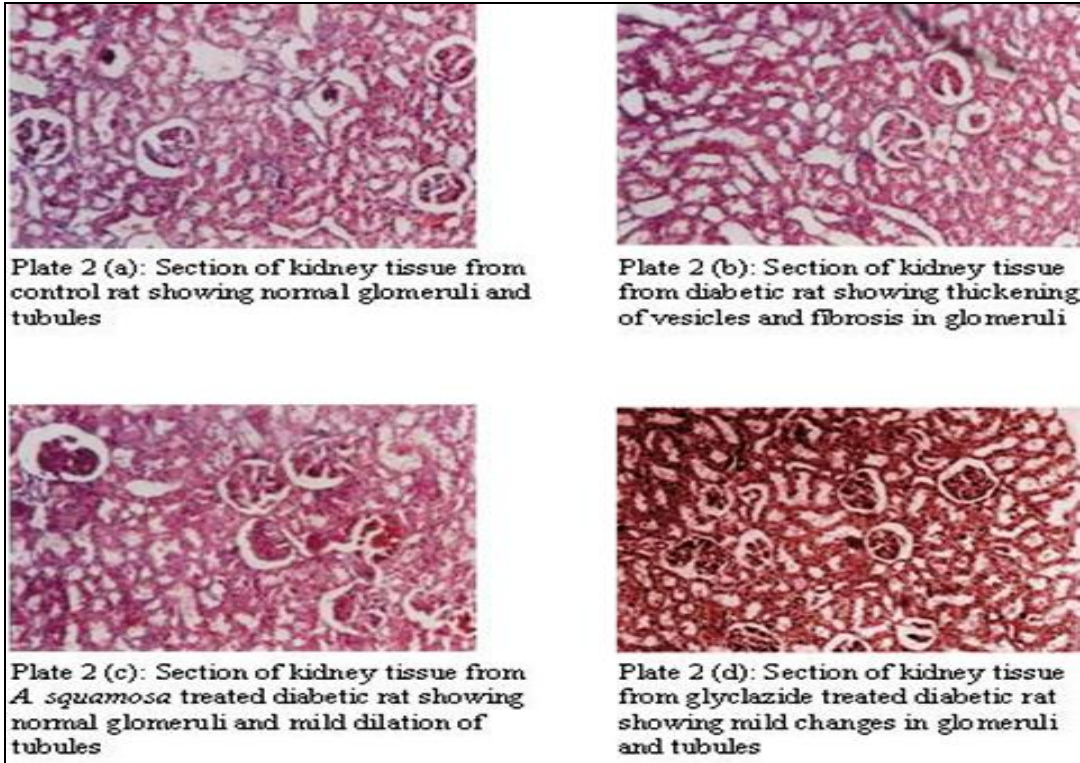 Plate 2 (a): Section of kidney tissue from
control rat showing normal glomeruli and
tubules
Plate 2 (b): Section of kidney tissue
from diabetic rat showing thickening
of vesicles and fibrosis in glomeruli
Plate 2 (c): Section of kidney tissue from
A squamosa treated diabetic rat showing
normal glomeruli and mild dilation of
tubules
Plate 2 (d): Section of kidney tissue
from glyclazide treated diabetic rat
showing mild changes in glomeruli
and tubules